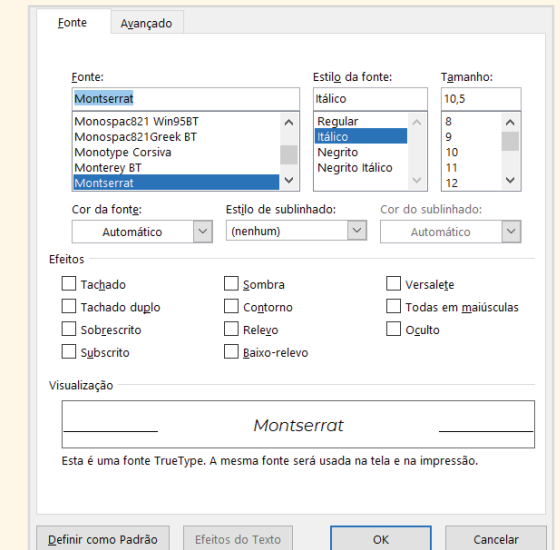 Fonte Avançado
Fonte: Estilo da fonte: Tamanho:
Montserrat Itálico 10,5
Monospac821 Win95BT Regular 8
Monospac821Greek BT Itálico 9
Monotype Corsiva Negrito 10
Monterey BT Negrito Itálico 11
Montserrat 12
Cor da fonte: Estilo de sublinhado: Cor do sublinhado:
Automático (nenhum) Automático
Efeitos
Tachado Sombra Versalete
Tachado duplo Contorno Todas em maiúsculas
Sobrescrito Relevo Oculto
Subscrito Baixo-relevo
Visualização
Montserrat
Esta é uma fonte TrueType. A mesma fonte será usada na tela e na impressão.
Definir como Padrão Efeitos do Texto OK Cancelar